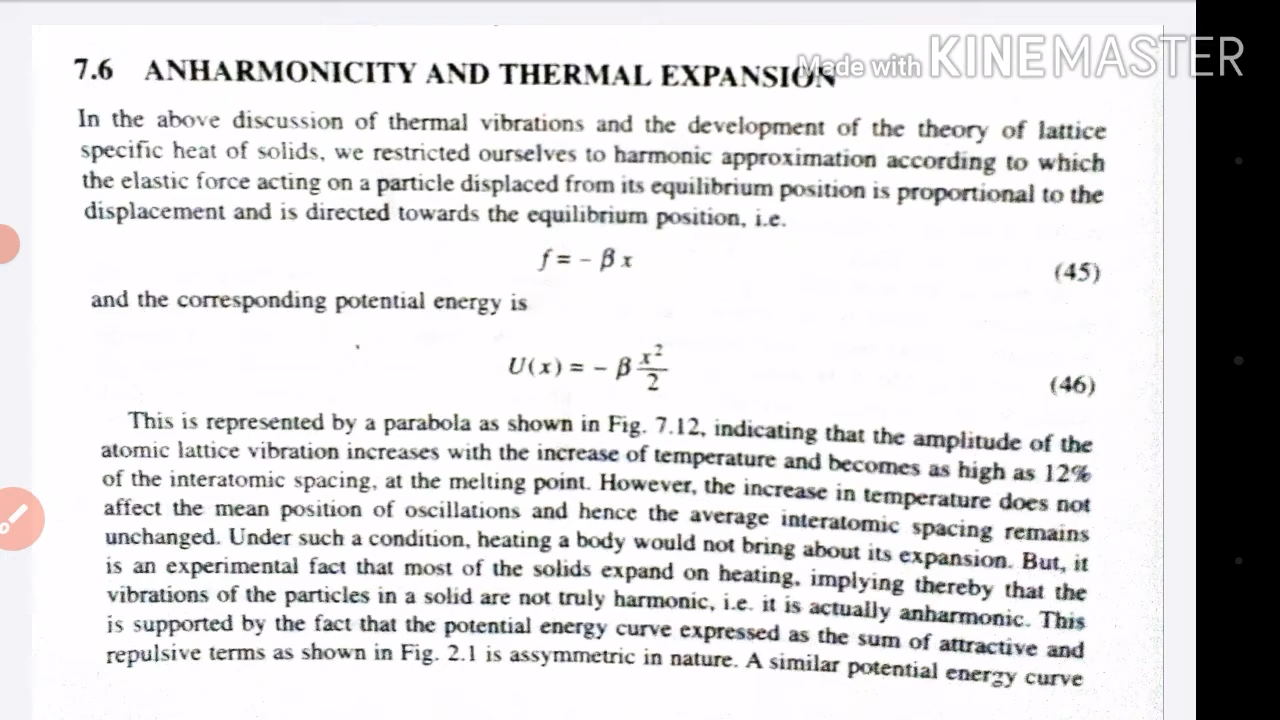 Made with KINEMASTER
7.6 ANHARMONICITY AND THERMAL EXPANSION
In the above discussion of thermal vibrations and the development of the theory of lattice
specific heat of solids, we restricted ourselves to harmonic approximation according to which
the elastic force acting on a particle displaced from its equilibrium position is proportional to the
displacement and is directed towards the equilibrium position, i.e.
f = - β x (45)
and the corresponding potential energy is
U(x) = - β x²/2 (46)
This is represented by a parabola as shown in Fig. 7.12, indicating that the amplitude of the
atomic lattice vibration increases with the increase of temperature and becomes as high as 12%
of the interatomic spacing, at the melting point. However, the increase in temperature does not
affect the mean position of oscillations and hence the average interatomic spacing remains
unchanged. Under such a condition, heating a body would not bring about its expansion. But, it
is an experimental fact that most of the solids expand on heating, implying thereby that the
vibrations of the particles in a solid are not truly harmonic, i.e. it is actually anharmonic. This
is supported by the fact that the potential energy curve expressed as the sum of attractive and
repulsive terms as shown in Fig. 2.1 is assymmetric in nature. A similar potential energy curve